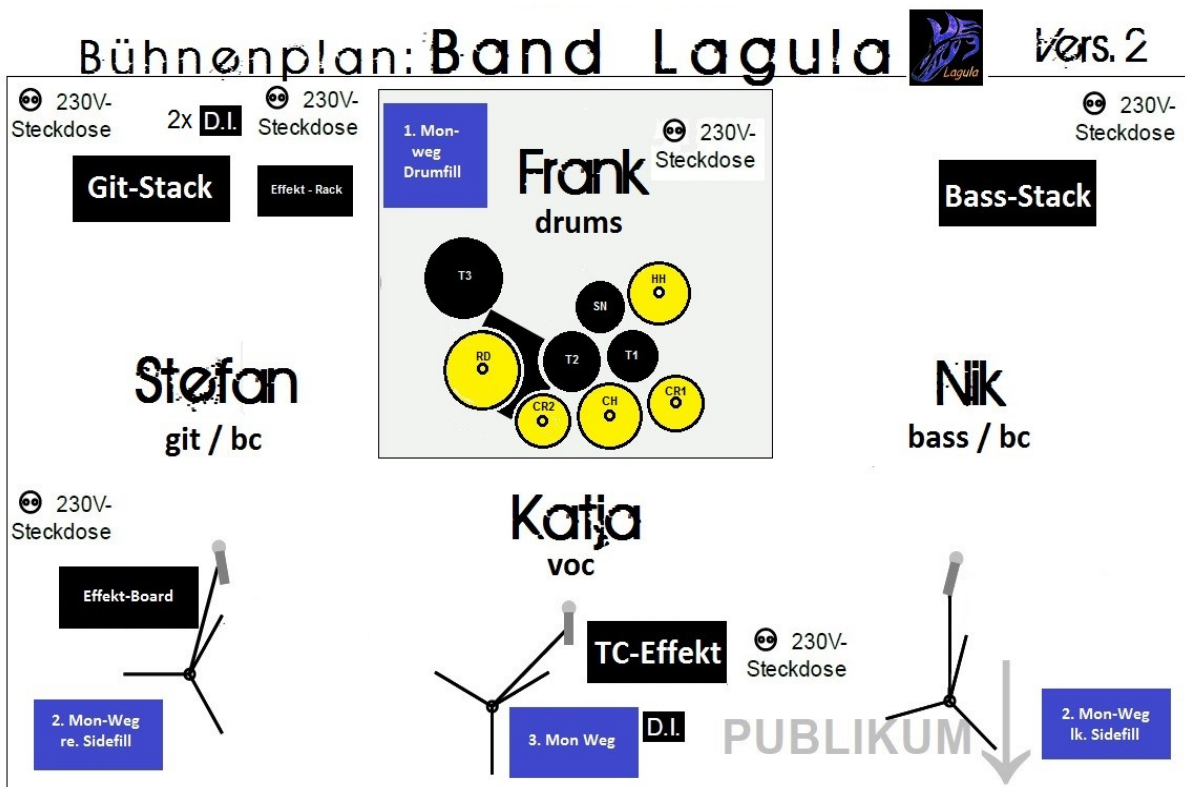 Bühnenplan: Band Lagula Vers. 2
Lagula
230V-
Steckdose
2x D.I.
230V-
Steckdose
Git-Stack
Effekt - Rack
1. Mon-
weg
Drumfill
Frank
drums
230V-
Steckdose
230V-
Steckdose
Bass-Stack
T3
SN
HH
RD
T2
T1
CR2
CH
CR1
Stefan
git / bc
Nik
bass / bc
230V-
Steckdose
Katja
voc
Effekt-Board
TC-Effekt
230V-
Steckdose
2. Mon-Weg
re. Sidefill
3. Mon Weg
D.I.
PUBLIKUM
2. Mon-Weg
lk. Sidefill